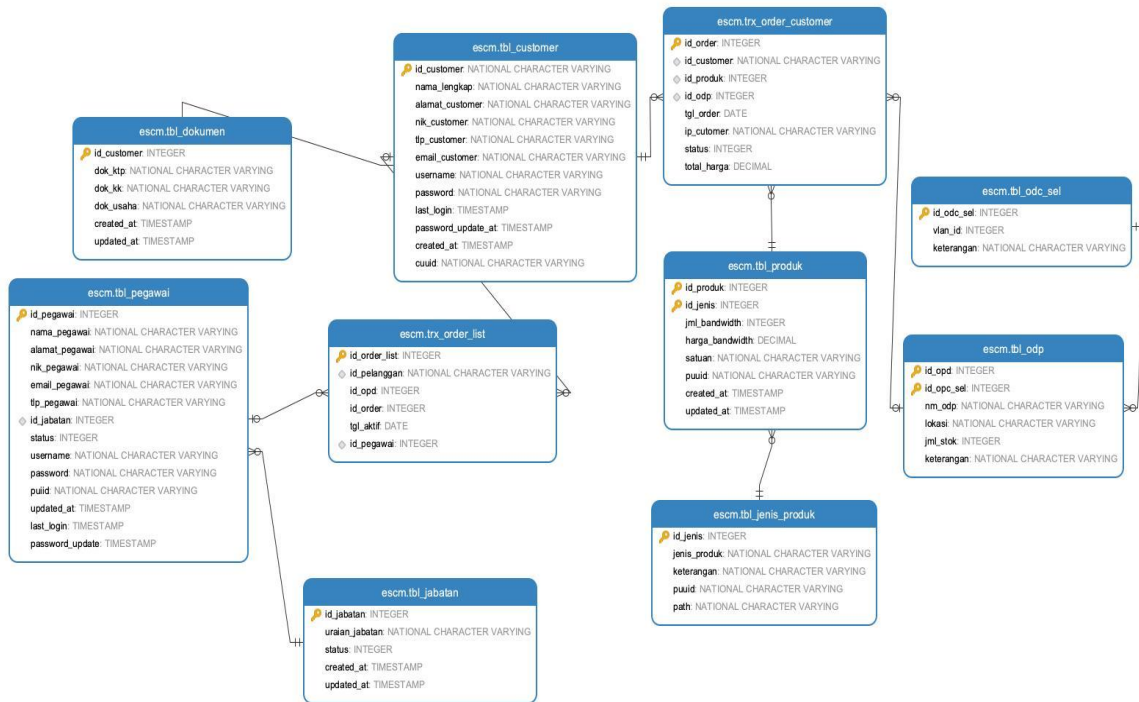 escm.tbl_dokumen
id_customer: INTEGER
dok_ktp: NATIONAL CHARACTER VARYING
dok_kk: NATIONAL CHARACTER VARYING
dok_usaha: NATIONAL CHARACTER VARYING
created_at: TIMESTAMP
updated_at: TIMESTAMP
escm.tbl_customer
id_customer: NATIONAL CHARACTER VARYING
nama_lengkap: NATIONAL CHARACTER VARYING
alamat_customer: NATIONAL CHARACTER VARYING
nik_customer: NATIONAL CHARACTER VARYING
tlp_customer: NATIONAL CHARACTER VARYING
email_customer: NATIONAL CHARACTER VARYING
username: NATIONAL CHARACTER VARYING
password: NATIONAL CHARACTER VARYING
last_login: TIMESTAMP
password_update_at: TIMESTAMP
created_at: TIMESTAMP
cuuid: NATIONAL CHARACTER VARYING
escm.trx_order_customer
id_order: INTEGER
id_customer: NATIONAL CHARACTER VARYING
id_produk: INTEGER
id_odp: INTEGER
tgl_order: DATE
ip_cutomer: NATIONAL CHARACTER VARYING
status: INTEGER
total_harga: DECIMAL
escm.tbl_odc_sel
id_odc_sel: INTEGER
vlan_id: INTEGER
keterangan: NATIONAL CHARACTER VARYING
escm.tbl_pegawai
id_pegawai: INTEGER
nama_pegawai: NATIONAL CHARACTER VARYING
alamat_pegawai: NATIONAL CHARACTER VARYING
nik_pegawai: NATIONAL CHARACTER VARYING
email_pegawai: NATIONAL CHARACTER VARYING
tlp_pegawai: NATIONAL CHARACTER VARYING
id_jabatan: INTEGER
status: INTEGER
username: NATIONAL CHARACTER VARYING
password: NATIONAL CHARACTER VARYING
puiid: NATIONAL CHARACTER VARYING
updated_at: TIMESTAMP
last_login: TIMESTAMP
password_update: TIMESTAMP
escm.trx_order_list
id_order_list: INTEGER
id_pelanggan: NATIONAL CHARACTER VARYING
id_opd: INTEGER
id_order: INTEGER
tgl_aktif: DATE
id_pegawai: INTEGER
escm.tbl_produk
id_produk: INTEGER
id_jenis: INTEGER
jml_bandwidth: INTEGER
harga_bandwidth: DECIMAL
satuan: NATIONAL CHARACTER VARYING
puuid: NATIONAL CHARACTER VARYING
created_at: TIMESTAMP
updated_at: TIMESTAMP
escm.tbl_odp
id_opd: INTEGER
id_opc_sel: INTEGER
nm_odp: NATIONAL CHARACTER VARYING
lokasi: NATIONAL CHARACTER VARYING
jml_stok: INTEGER
keterangan: NATIONAL CHARACTER VARYING
escm.tbl_jenis_produk
id_jenis: INTEGER
jenis_produk: NATIONAL CHARACTER VARYING
keterangan: NATIONAL CHARACTER VARYING
puuid: NATIONAL CHARACTER VARYING
path: NATIONAL CHARACTER VARYING
escm.tbl_jabatan
id_jabatan: INTEGER
uraian_jabatan: NATIONAL CHARACTER VARYING
status: INTEGER
created_at: TIMESTAMP
updated_at: TIMESTAMP